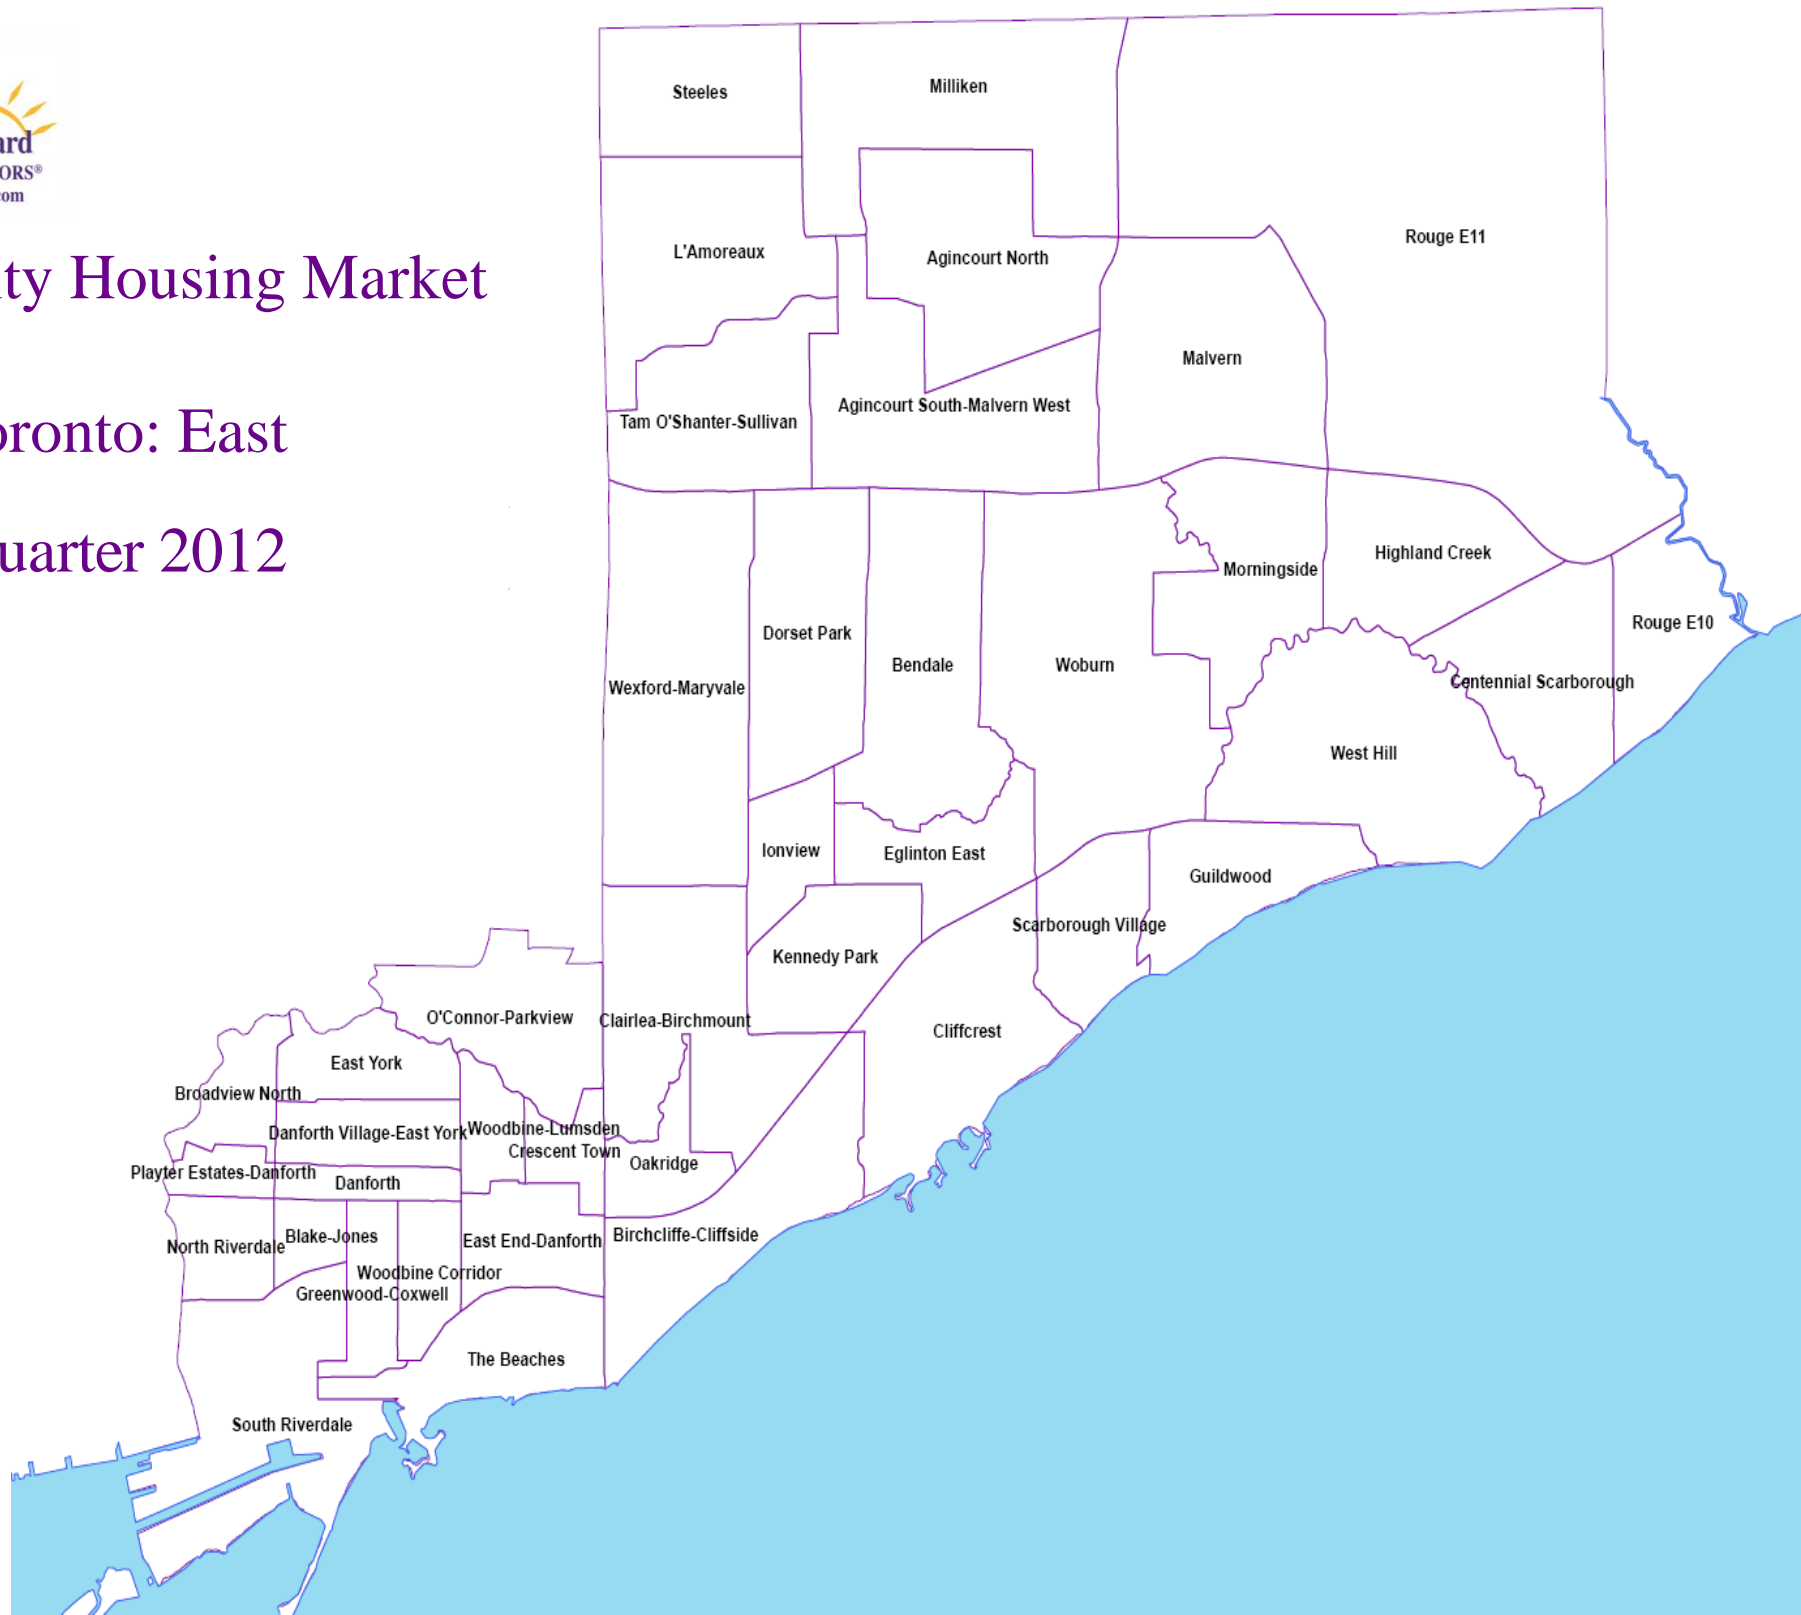 ard
ORS®
com
ity Housing Market
oronto: East
uarter 2012
Steeles
Milliken
L'Amoreaux
Agincourt North
Rouge E11
Malvern
Tam O'Shanter-Sullivan
Agincourt South-Malvern West
Highland Creek
Morningside
Rouge E10
Dorset Park
Bendale
Woburn
Wexford-Maryvale
Centennial Scarborough
West Hill
Ionview
Eglinton East
Guildwood
Scarborough Village
Kennedy Park
O'Connor-Parkview
Clairlea-Birchmount
Cliffcrest
East York
Broadview North
Danforth Village-East York
Woodbine-Lumsden
Crescent Town
Oakridge
Playter Estates-Danforth
Danforth
North Riverdale
Blake-Jones
East End-Danforth
Birchcliffe-Cliffside
Woodbine Corridor
Greenwood-Coxwell
The Beaches
South Riverdale